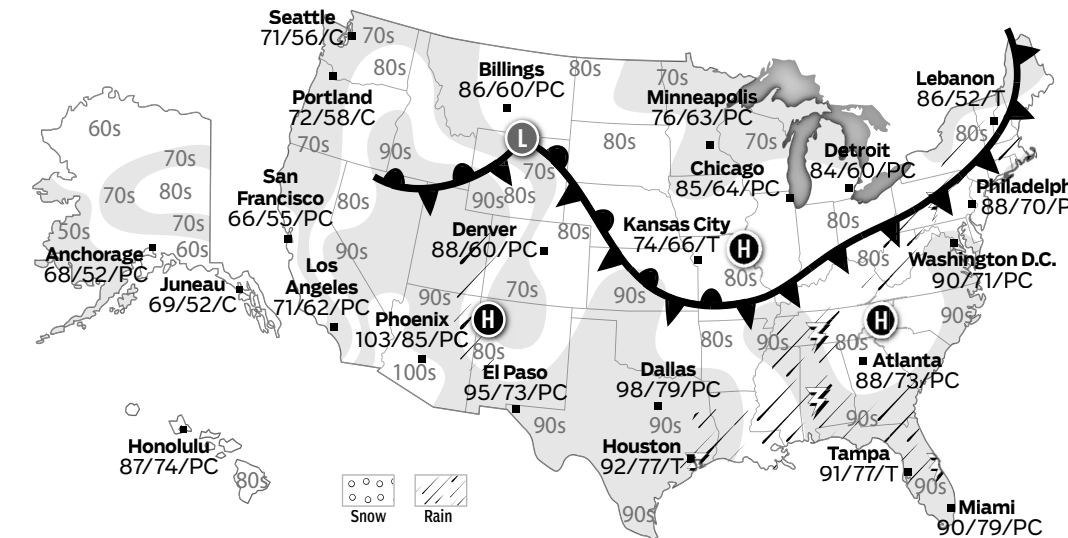 Seattle
71/56/C
70s
80s
Billings
86/60/PC
80s
70s
Minneapolis
76/63/PC
Lebanon
86/52/T
Portland
72/58/C
60s
70s
90s
L
80s
70s
80s
Detroit
84/60/PC
70s
70s
80s
San
Francisco
66/55/PC
80s
70s
90s
80s
Chicago
85/64/PC
Philadelph
88/70/P
50s
70s
60s
Anchorage
68/52/PC
Juneau
69/52/C
Denver
88/60/PC
80s
Kansas City
74/66/T
H
80s
80s
80s
Washington D.C.
90/71/PC
90s
Los
Angeles
71/62/PC
90s
70s
90s
Phoenix
103/85/PC
H
80s
100s
80s
90s
80s
H
90s
El Paso
95/73/PC
90s
Dallas
98/79/PC
90s
Atlanta
88/73/PC
90s
Honolulu
87/74/PC
80s
Snow
Rain
Houston
92/77/T
90s
Tampa
91/77/T
90s
Miami
90/79/PC